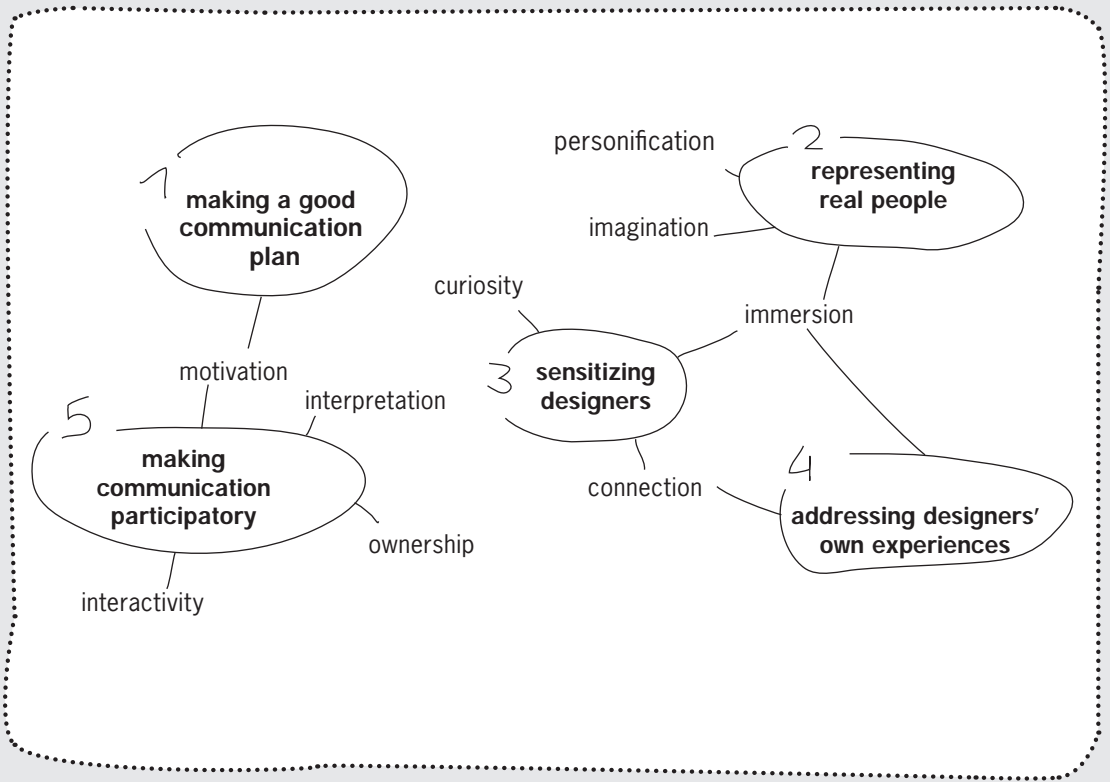 1
making a good
communication
plan
motivation
5
making
communication
participatory
interpretation
ownership
interactivity
personification
2
representing
real people
imagination
immersion
curiosity
3
sensitizing
designers
connection
4
addressing designers'
own experiences